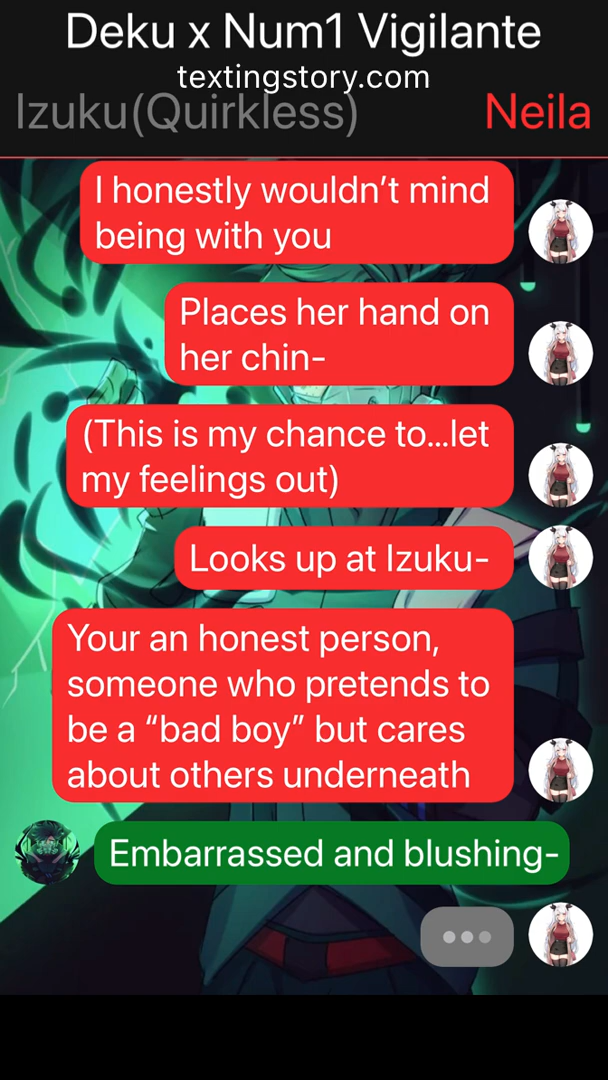 Deku x Num1 Vigilante
textingstory.com
Izuku(Quirkless)
Neila
I honestly wouldn’t mind
being with you
Places her hand on
her chin-
(This is my chance to...let
my feelings out)
Looks up at Izuku-
Your an honest person,
someone who pretends to
be a “bad boy” but cares
about others underneath
Embarrassed and blushing-